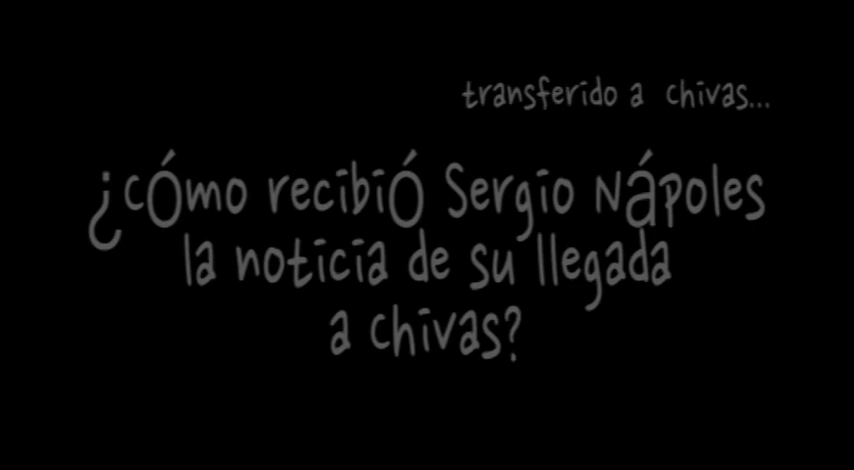 transferido a chivas...
¿cÓmo recibiÓ Sergio NÁpoles
la noticia de su llegada
a chivas?